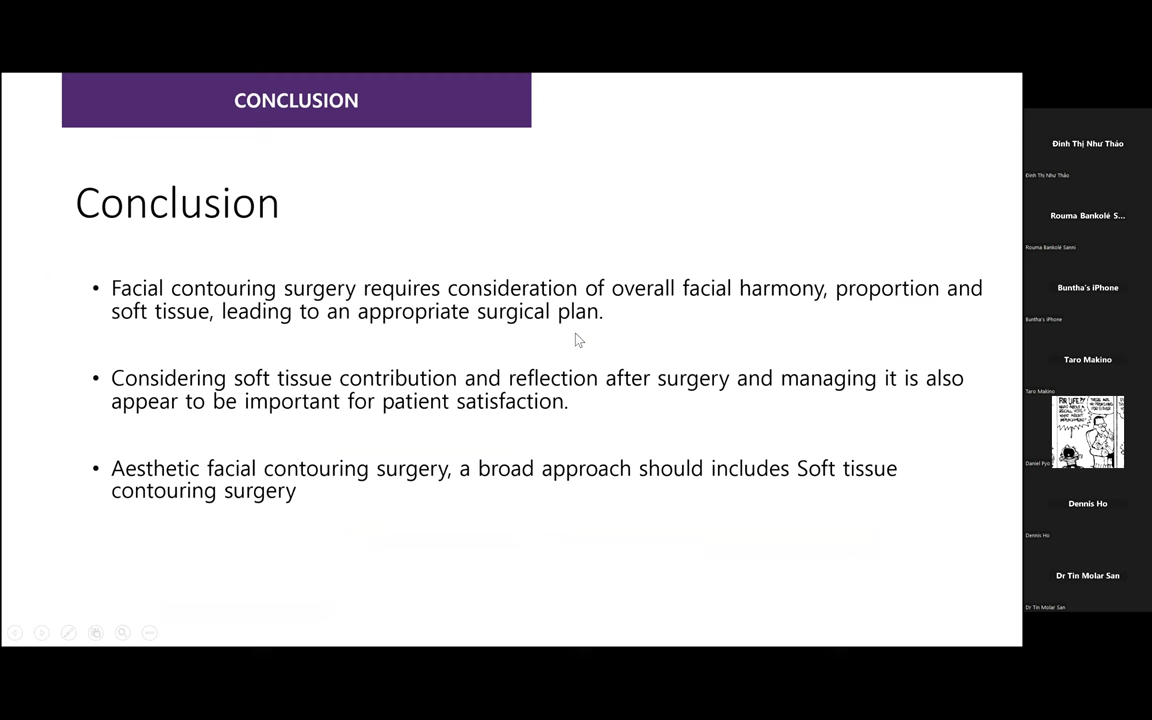 CONCLUSION
Conclusion
• Facial contouring surgery requires consideration of overall facial harmony, proportion and
soft tissue, leading to an appropriate surgical plan.
• Considering soft tissue contribution and reflection after surgery and managing it is also
appear to be important for patient satisfaction.
• Aesthetic facial contouring surgery, a broad approach should includes Soft tissue
contouring surgery
Đinh Thị Như Thảo
Đinh Thị Như Thảo
Rouma Bankolé S...
Rouma Bankolé Sanni
Buntha's iPhone
Buntha's iPhone
Taro Makino
Taro Makino
FOR LIFE?!
Daniel Pyo
Dennis Ho
Dennis Ho
Dr Tin Molar San
Dr Tin Molar San